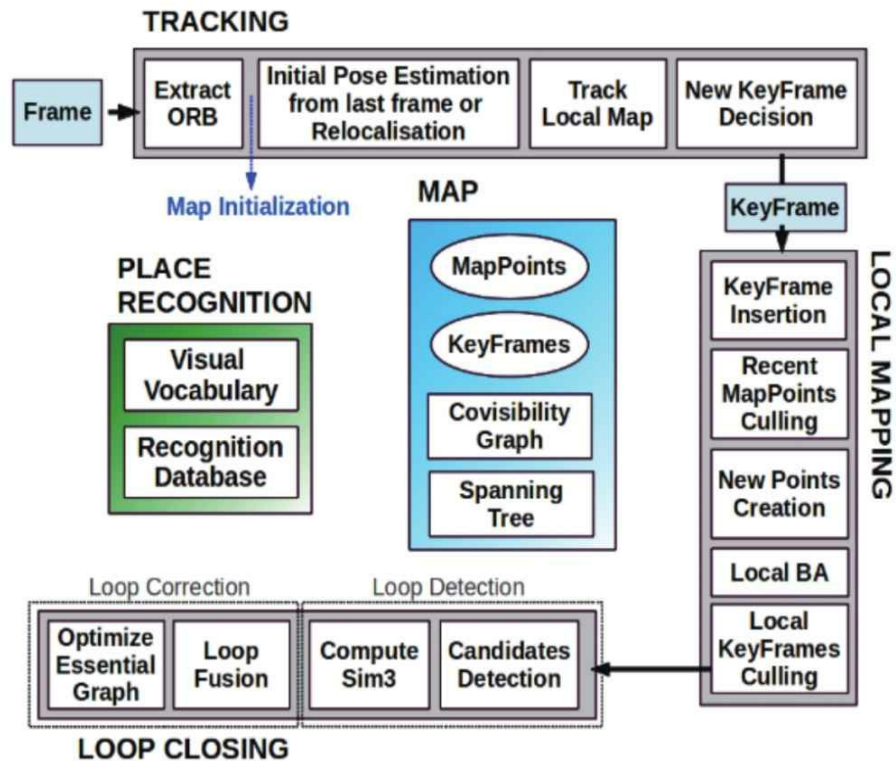 TRACKING
Frame
Extract
ORB
Initial Pose Estimation
from last frame or
Relocalisation
Track
Local Map
New KeyFrame
Decision
Map Initialization
MAP
KeyFrame
PLACE
RECOGNITION
MapPoints
KeyFrames
Covisibility
Graph
Spanning
Tree
Visual
Vocabulary
Recognition
Database
LOCAL MAPPING
KeyFrame
Insertion
Recent
MapPoints
Culling
New Points
Creation
Local BA
Local
KeyFrames
Culling
Loop Correction
Loop Detection
Optimize
Essential
Graph
Loop
Fusion
Compute
Sim3
Candidates
Detection
LOOP CLOSING